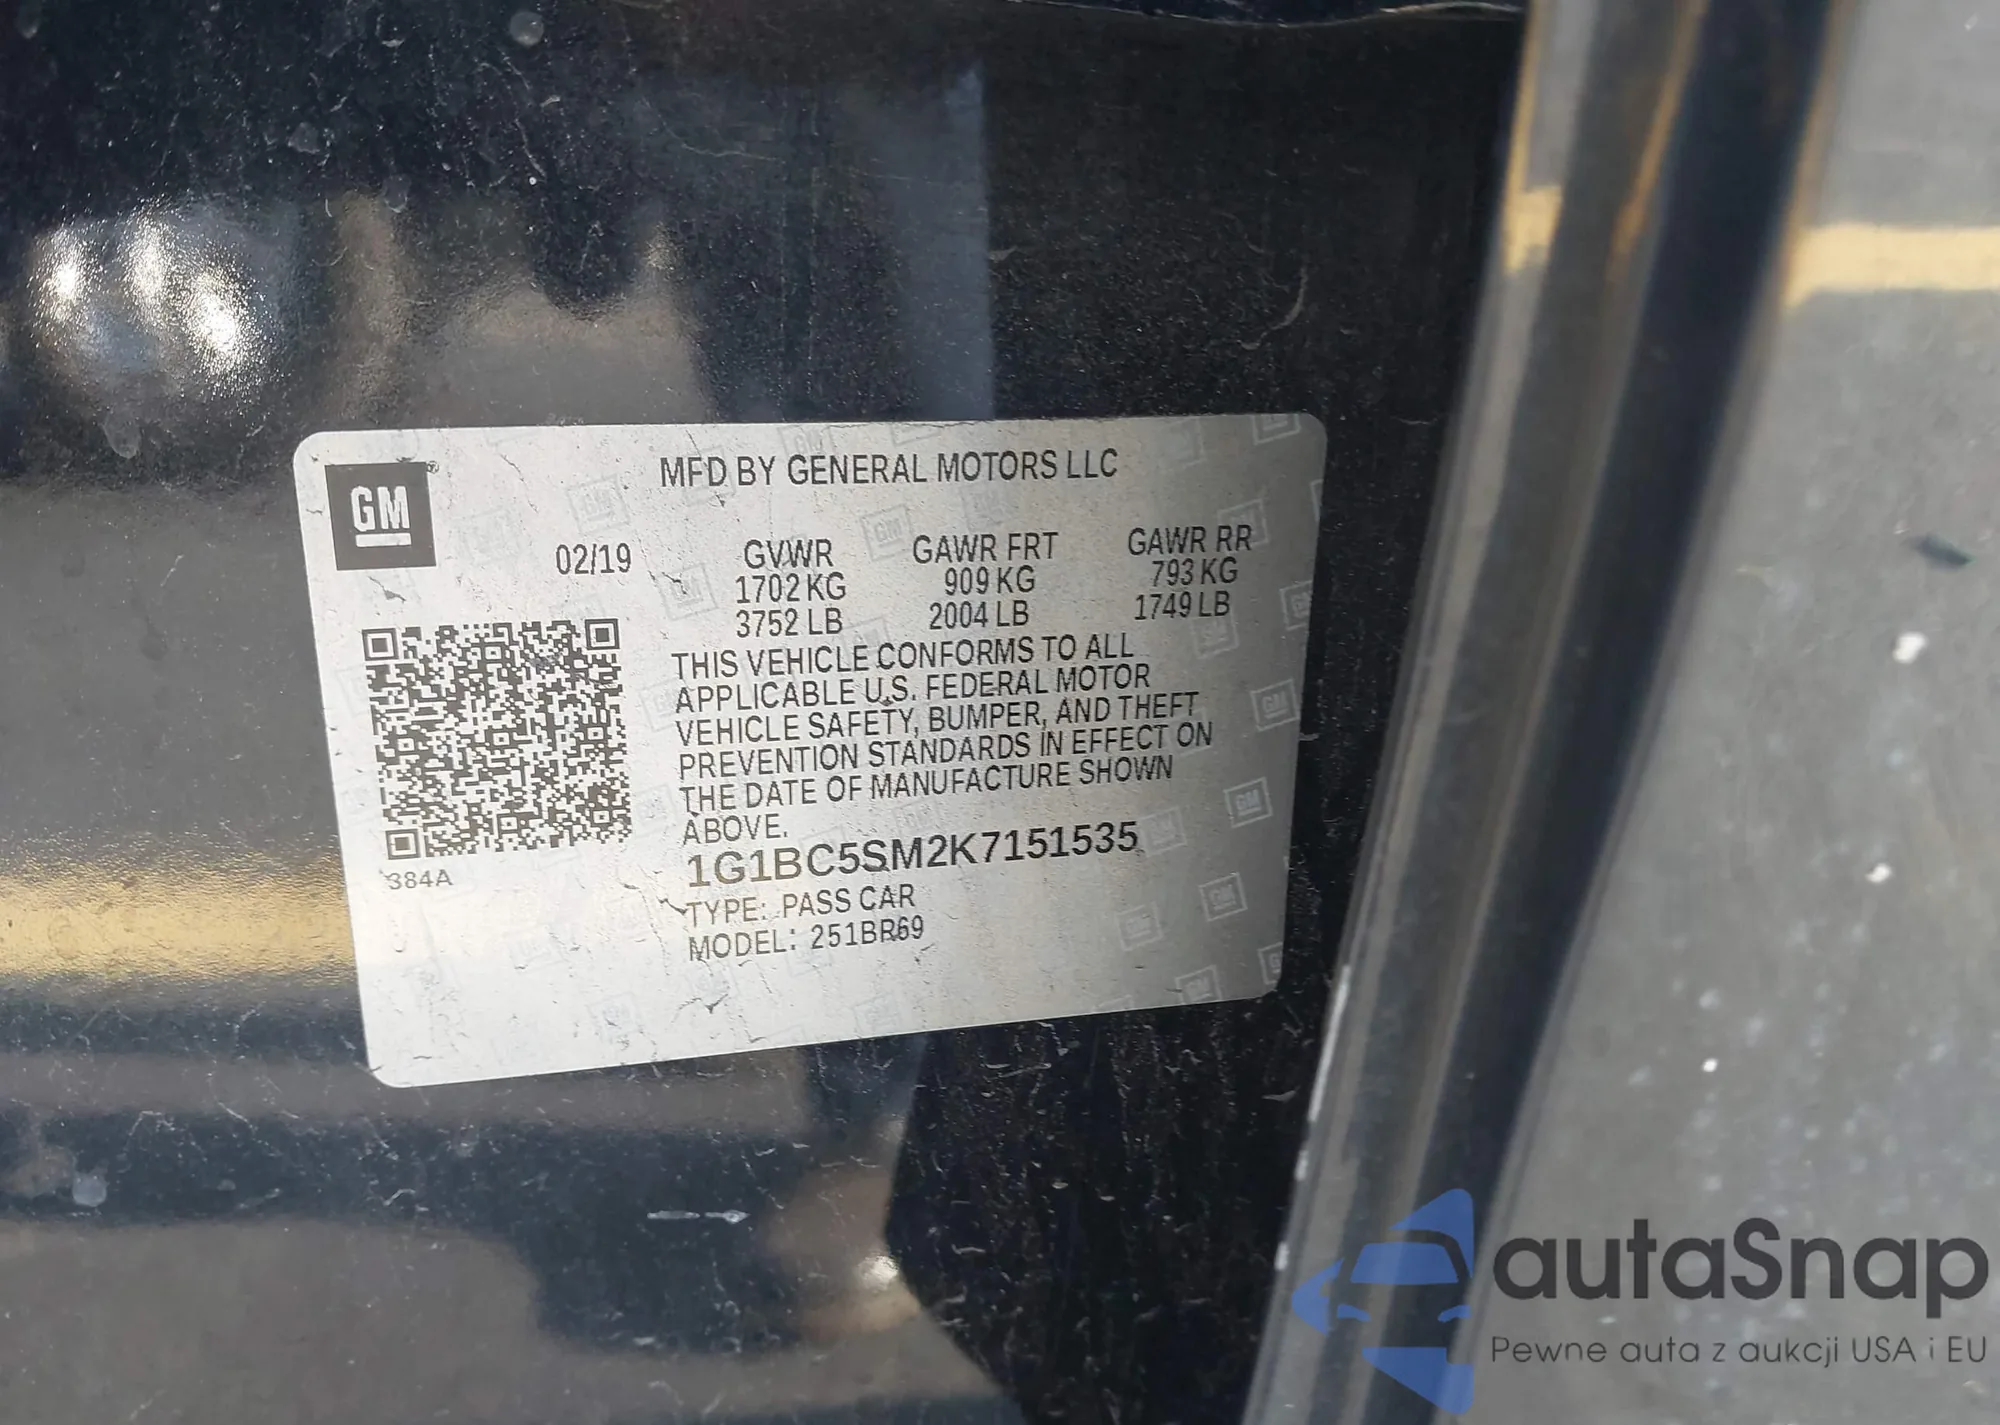 GM
MFD BY GENERAL MOTORS LLC
02/19
GVWR
1702 KG
3752 LB
GAWR FRT
909 KG
2004 LB
GAWR RR
793 KG
1749 LB
THIS VEHICLE CONFORMS TO ALL
APPLICABLE U.S. FEDERAL MOTOR
VEHICLE SAFETY, BUMPER, AND THEFT
PREVENTION STANDARDS IN EFFECT ON
THE DATE OF MANUFACTURE SHOWN
ABOVE.
1G1BC5SM2K7151535
TYPE: PASS CAR
MODEL: 251BR69
384A
autaSnap
Pewne auta z aukcji USA i EU